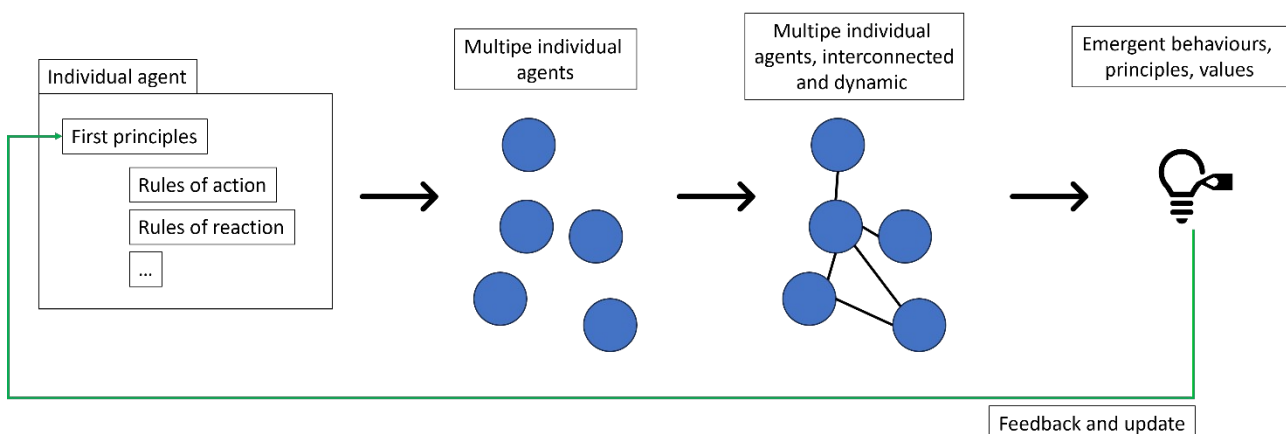 Individual agent
First principles
Rules of action
Rules of reaction
...
Multipe individual
agents
Multipe individual
agents, interconnected
and dynamic
Emergent behaviours,
principles, values
Feedback and update